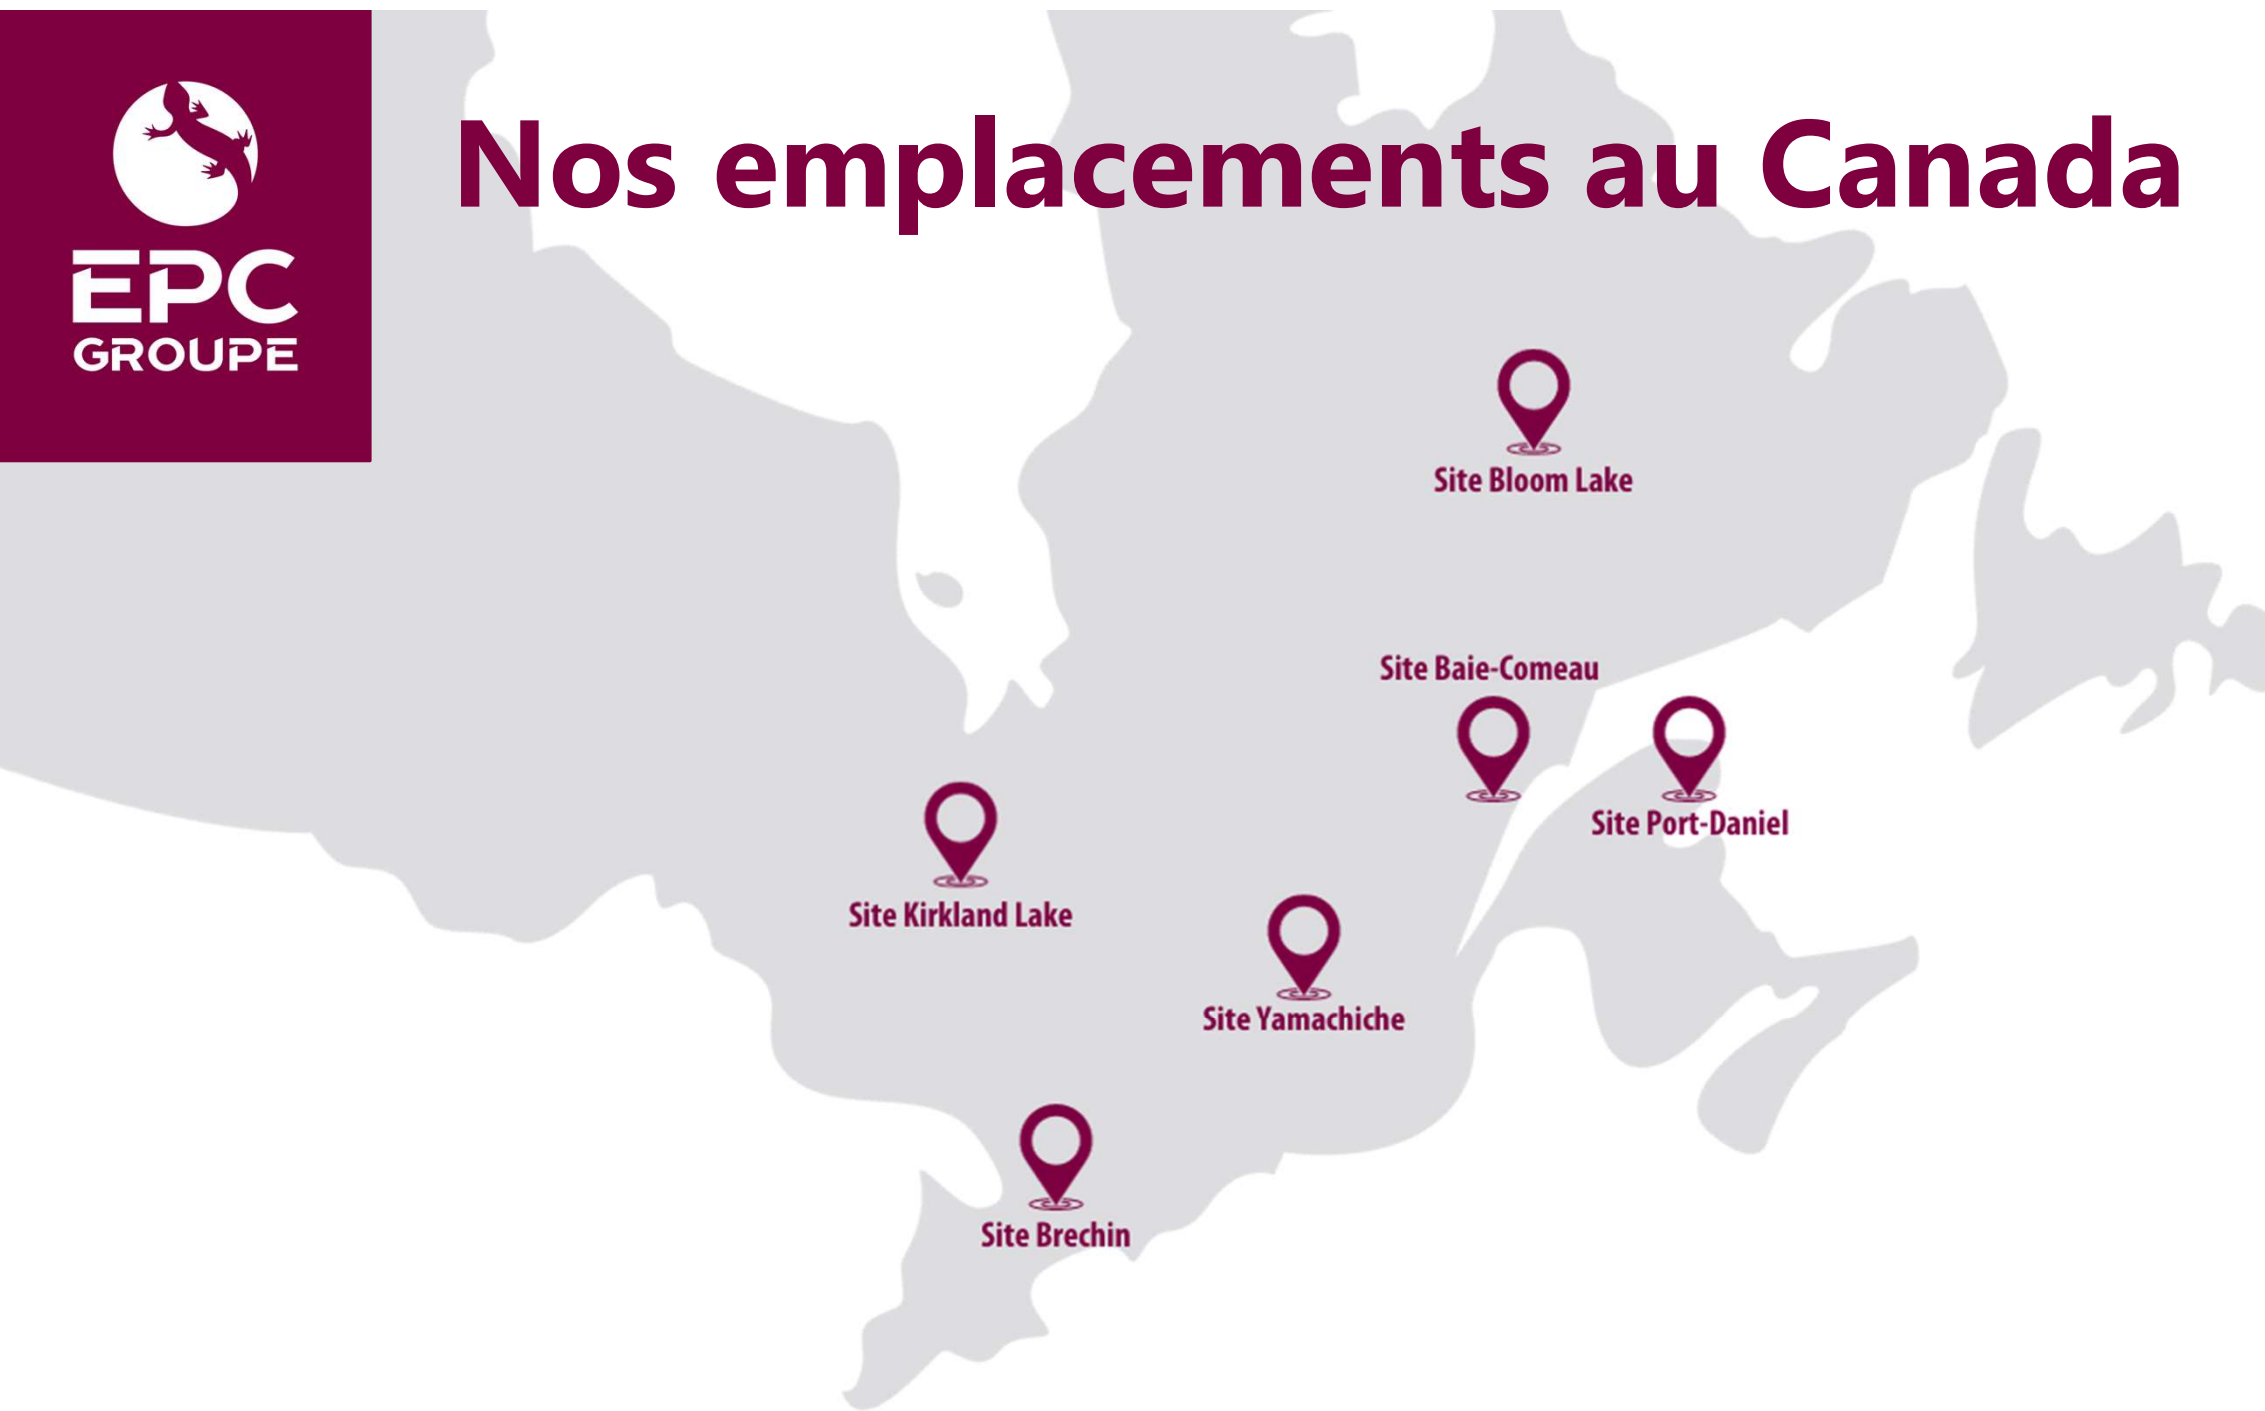 EPC
GROUPE
Nos emplacements au Canada
Site Bloom Lake
Site Baie-Comeau
Site Port-Daniel
Site Kirkland Lake
Site Yamachiche
Site Brechin